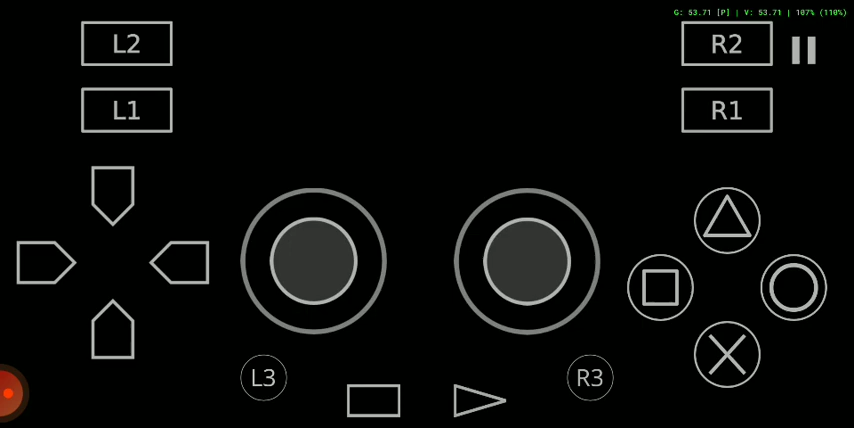 G: 53.71 [P] | V: 53.71 | 107% (110%)
L2
R2
L1
R1
L3
R3